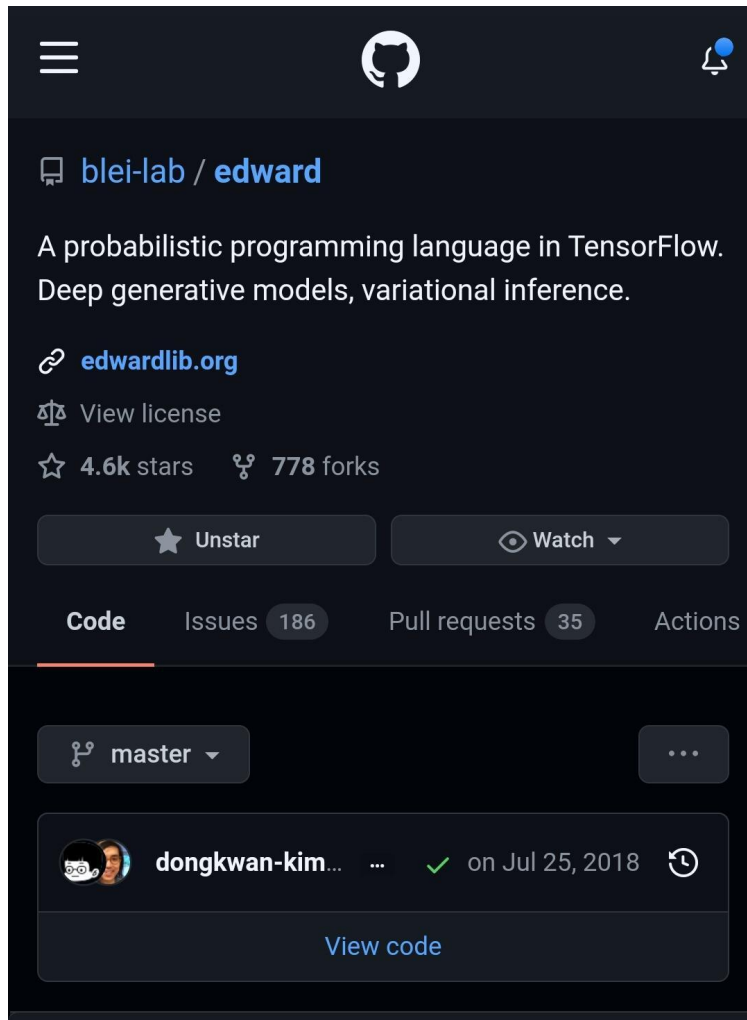 blei-lab / edward
A probabilistic programming language in TensorFlow.
Deep generative models, variational inference.
edwardlib.org
View license
4.6k stars 778 forks
Unstar Watch
Code Issues 186 Pull requests 35 Actions
master ...
dongkwan-kim… ... on Jul 25, 2018
View code